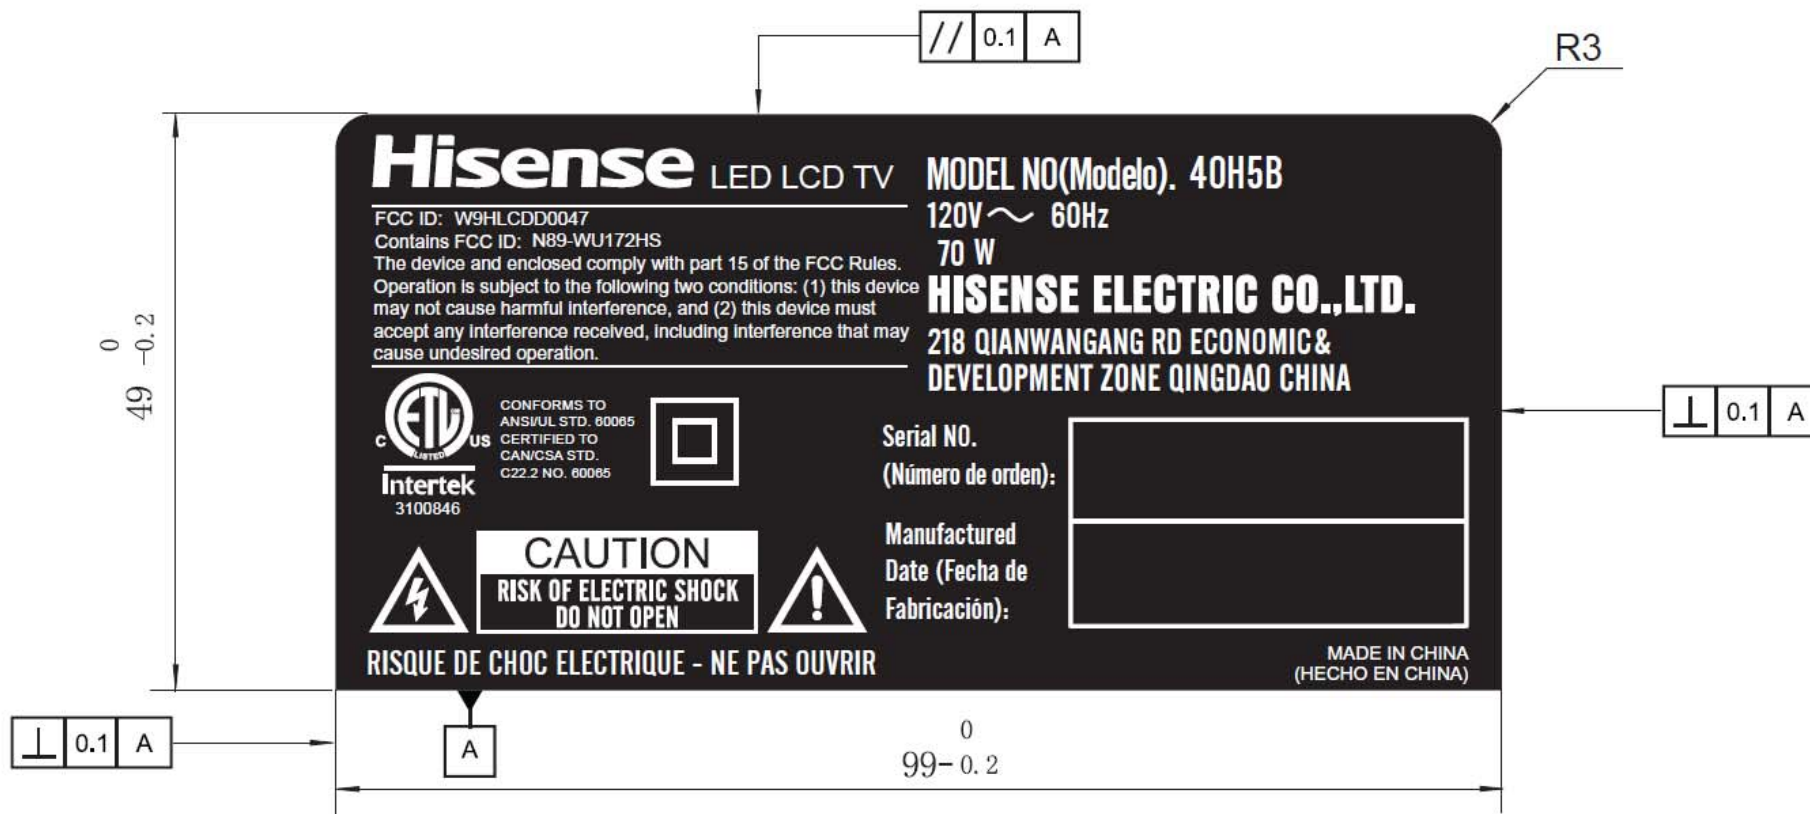 // 0.1 A
R3
Hisense LED LCD TV
FCC ID: W9HLCDD0047
Contains FCC ID: N89-WU172HS
The device and enclosed comply with part 15 of the FCC Rules.
Operation is subject to the following two conditions: (1) this device
may not cause harmful interference, and (2) this device must
accept any interference received, including interference that may
cause undesired operation.
MODEL NO(Modelo). 40H5B
120V～ 60Hz
70 W
HISENSE ELECTRIC CO.,LTD.
218 QIANWANGANG RD ECONOMIC&
DEVELOPMENT ZONE QINGDAO CHINA
0
49 -0.2
⊥ 0.1 A
ETL
C US
LISTED
Intertek
3100846
CONFORMS TO
ANSI/UL STD. 60065
CERTIFIED TO
CAN/CSA STD.
C22.2 NO. 60065
Serial NO.
(Número de orden):
Manufactured
Date (Fecha de
Fabricación):
CAUTION
RISK OF ELECTRIC SHOCK
DO NOT OPEN
RISQUE DE CHOC ELECTRIQUE - NE PAS OUVRIR
MADE IN CHINA
(HECHO EN CHINA)
⊥ 0.1 A
A
0
99-0.2